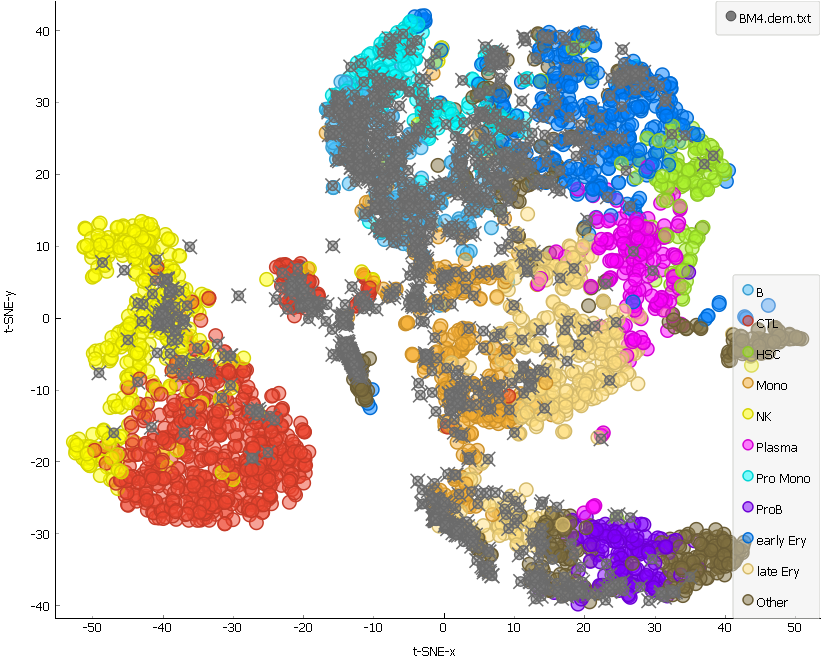 BM4.dem.txt
40
30
20
10
0
-10
-20
-30
-40
t-SNE-y
B
CTL
HSC
Mono
NK
Plasma
Pro Mono
ProB
early Ery
late Ery
Other
-50 -40 -30 -20 -10 0 10 20 30 40 50
t-SNE-x